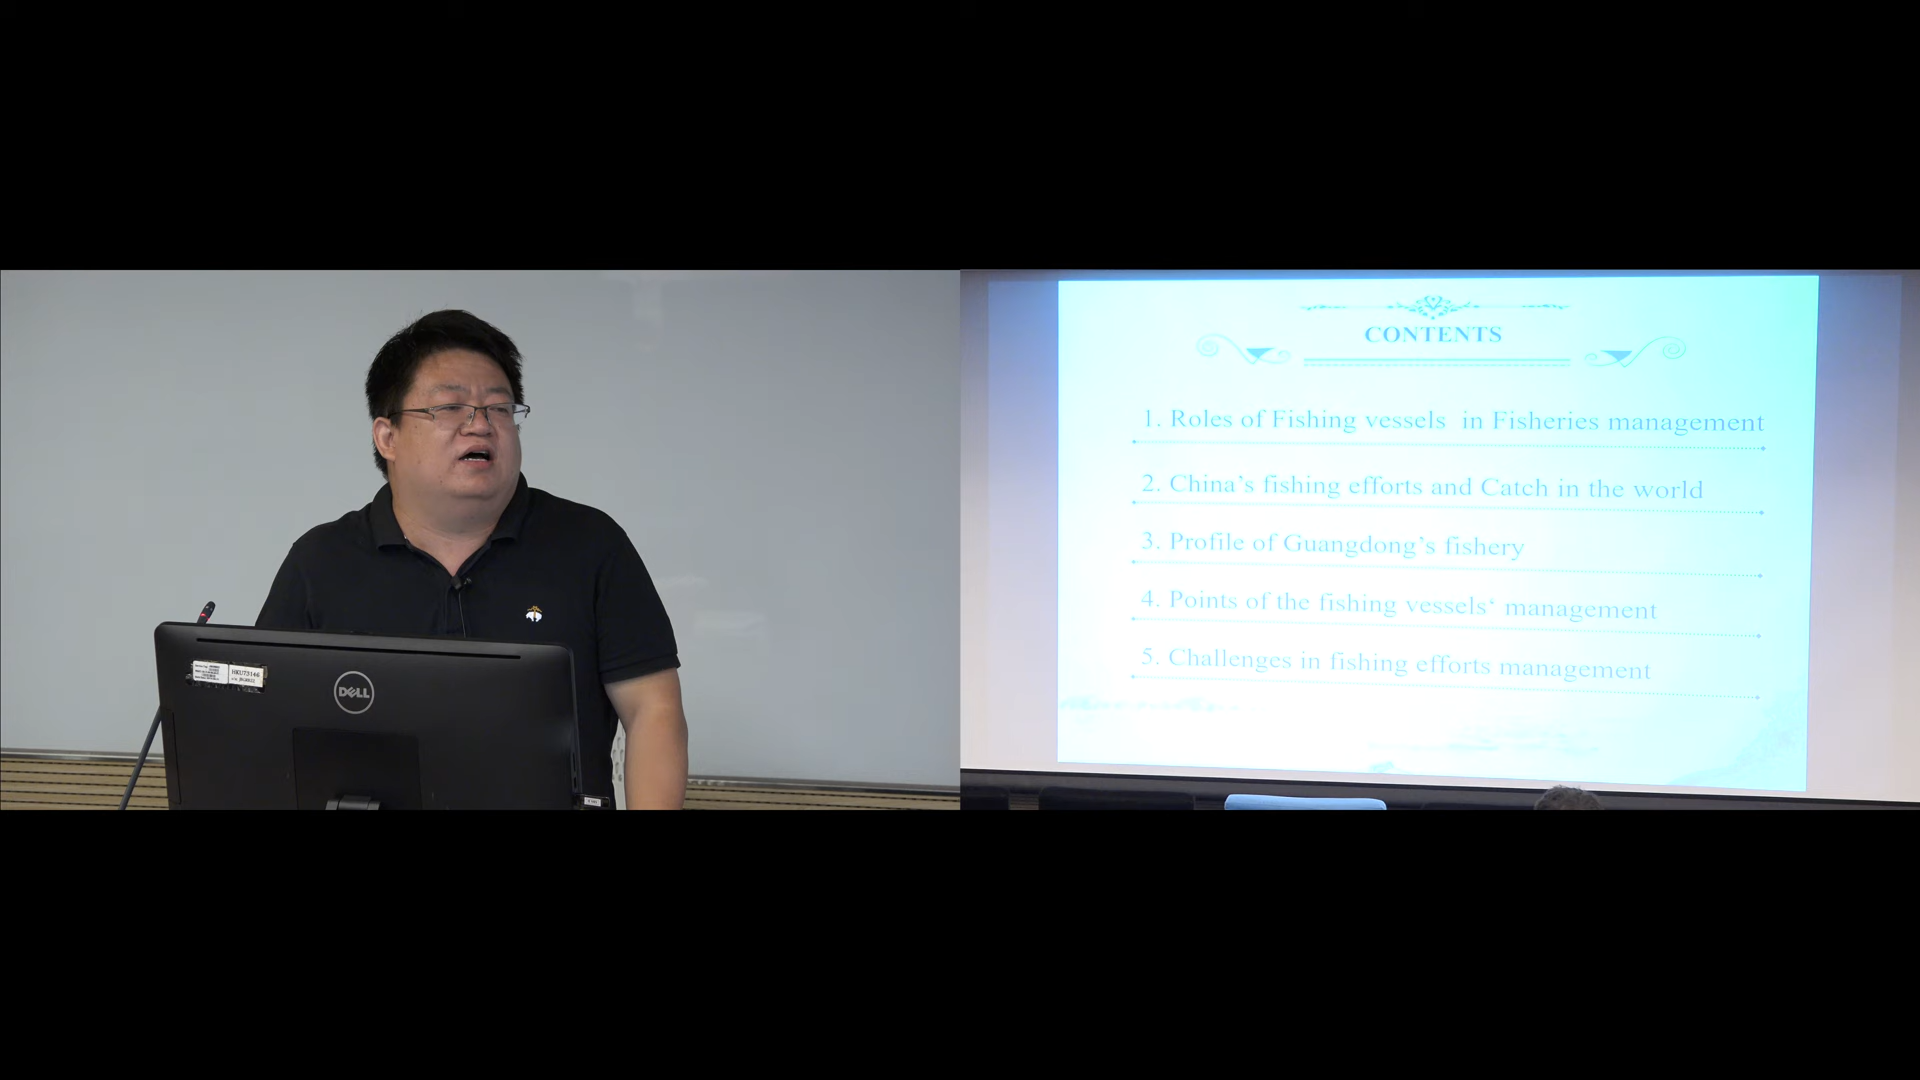 HKU73146
DELL
CONTENTS
1. Roles of Fishing vessels in Fisheries management
2. China’s fishing efforts and Catch in the world
3. Profile of Guangdong’s fishery
4. Points of the fishing vessels‘ management
5. Challenges in fishing efforts management